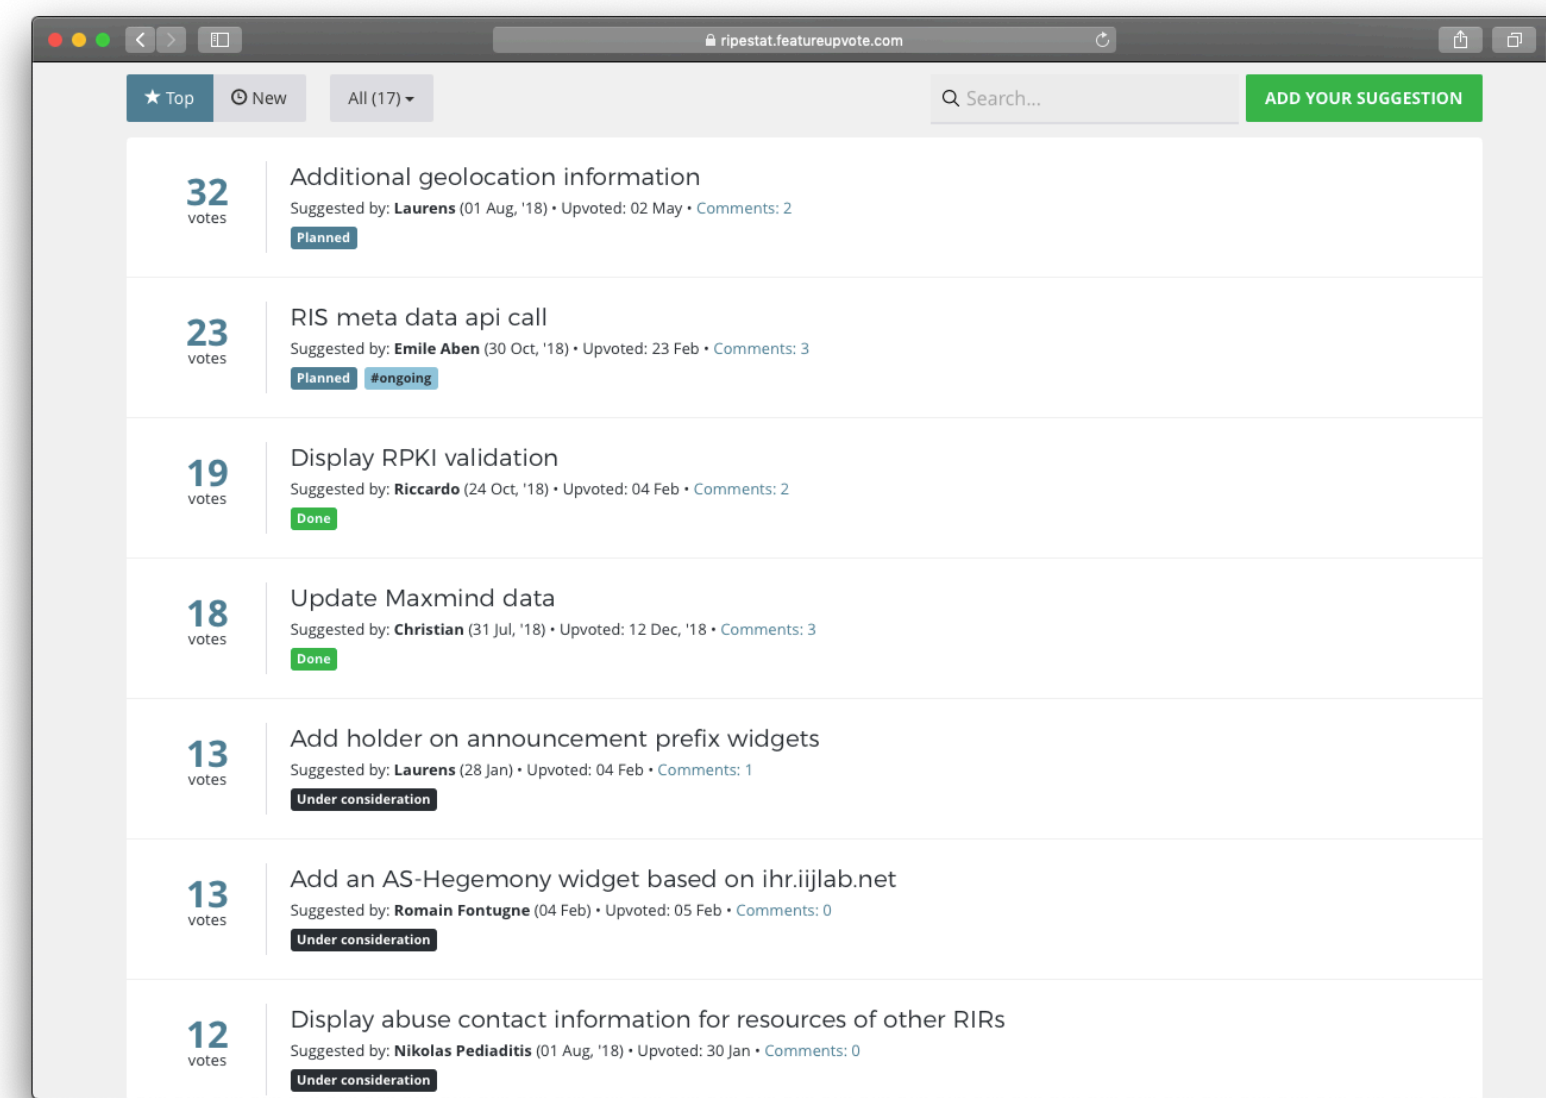 ripestat.featureupvote.com
Top New All (17) Search... ADD YOUR SUGGESTION
32
votes
Additional geolocation information
Suggested by: Laurens (01 Aug, '18) • Upvoted: 02 May • Comments: 2
Planned
23
votes
RIS meta data api call
Suggested by: Emile Aben (30 Oct, '18) • Upvoted: 23 Feb • Comments: 3
Planned #ongoing
19
votes
Display RPKI validation
Suggested by: Riccardo (24 Oct, '18) • Upvoted: 04 Feb • Comments: 2
Done
18
votes
Update Maxmind data
Suggested by: Christian (31 Jul, '18) • Upvoted: 12 Dec, '18 • Comments: 3
Done
13
votes
Add holder on announcement prefix widgets
Suggested by: Laurens (28 Jan) • Upvoted: 04 Feb • Comments: 1
Under consideration
13
votes
Add an AS-Hegemony widget based on ihr.iijlab.net
Suggested by: Romain Fontugne (04 Feb) • Upvoted: 05 Feb • Comments: 0
Under consideration
12
votes
Display abuse contact information for resources of other RIRs
Suggested by: Nikolas Pediaditis (01 Aug, '18) • Upvoted: 30 Jan • Comments: 0
Under consideration